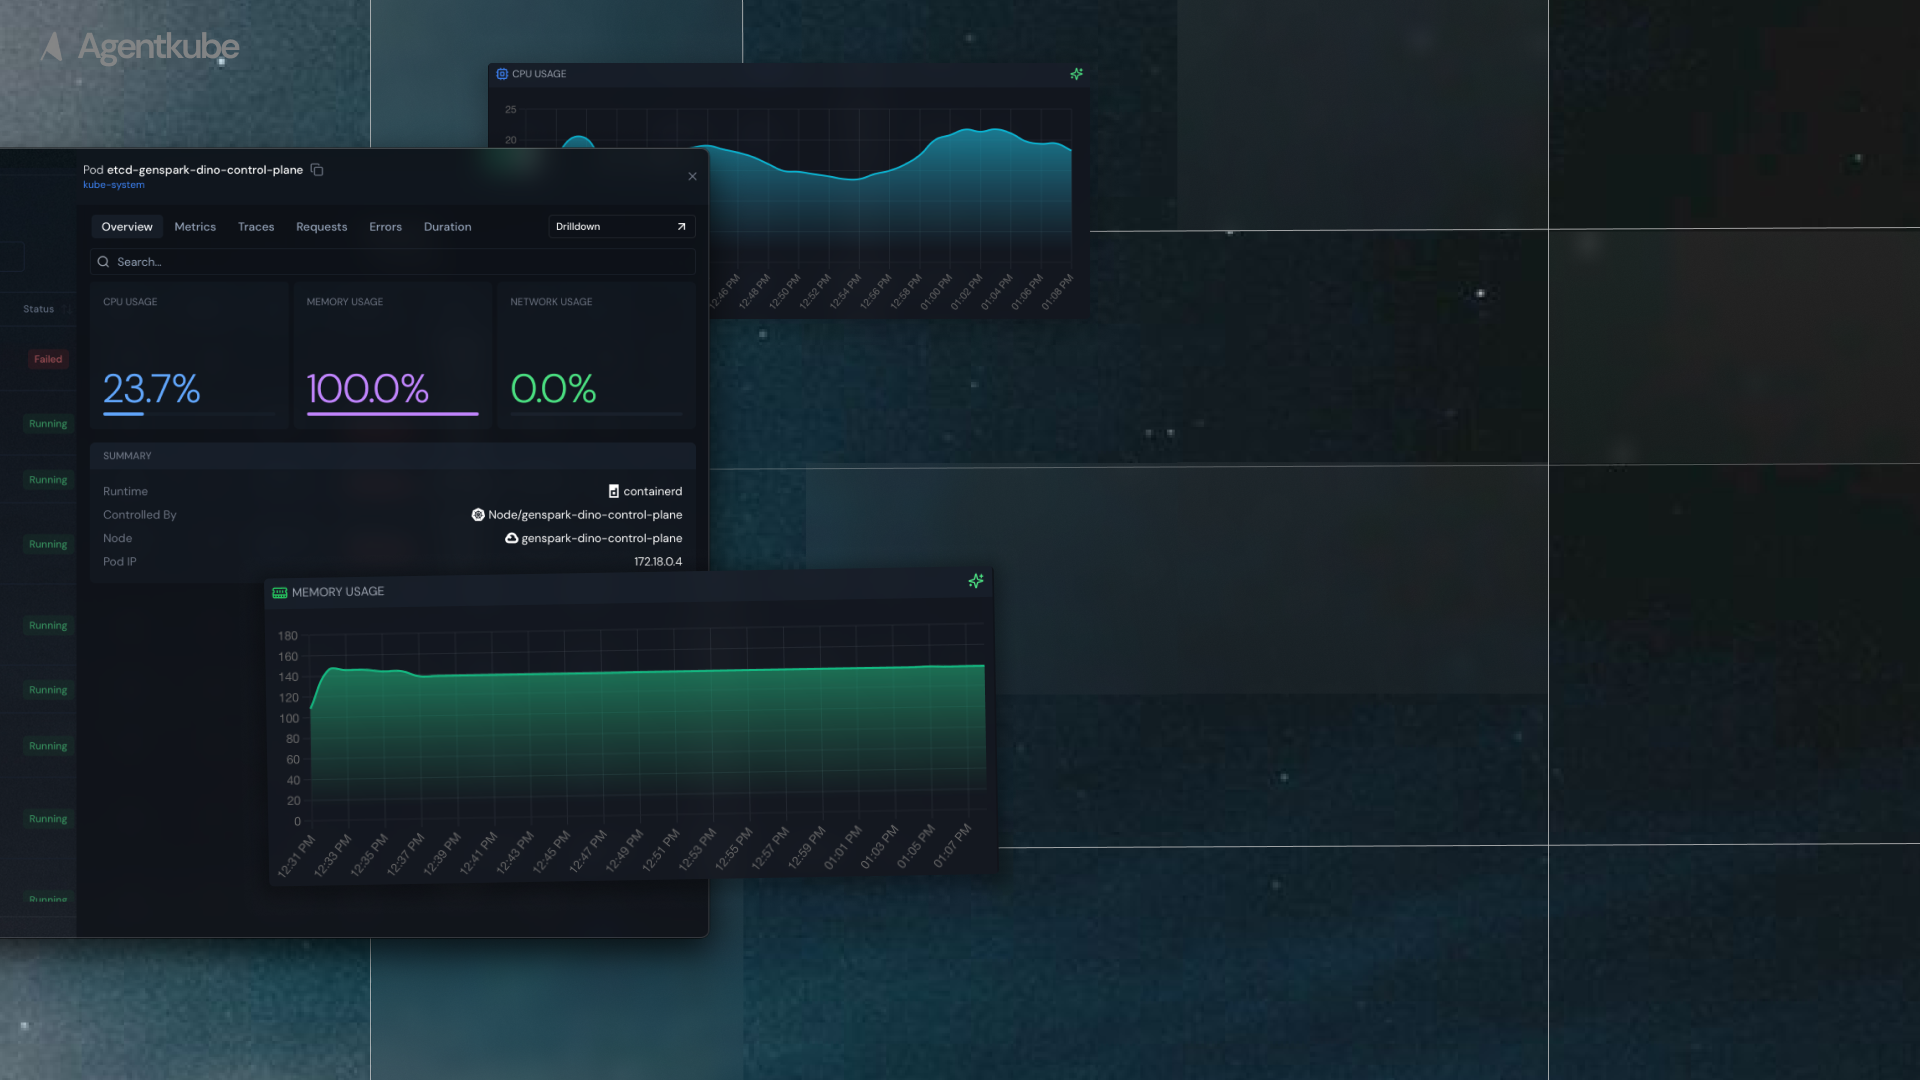 Agentkube
CPU USAGE
25
20
12:46 PM
12:48 PM
12:50 PM
12:52 PM
12:54 PM
12:56 PM
12:58 PM
01:00 PM
01:02 PM
01:04 PM
01:06 PM
01:08 PM
Pod etcd-genspark-dino-control-plane
kube-system
Overview Metrics Traces Requests Errors Duration Drilldown
Search...
Status
Failed
Running
Running
Running
Running
Running
Running
Running
Running
CPU USAGE
23.7%
MEMORY USAGE
100.0%
NETWORK USAGE
0.0%
SUMMARY
Runtime containerd
Controlled By Node/genspark-dino-control-plane
Node genspark-dino-control-plane
Pod IP 172.18.0.4
MEMORY USAGE
180
160
140
120
100
80
60
40
20
0
12:31 PM
12:33 PM
12:35 PM
12:37 PM
12:39 PM
12:41 PM
12:43 PM
12:45 PM
12:47 PM
12:49 PM
12:51 PM
12:53 PM
12:55 PM
12:57 PM
12:59 PM
01:01 PM
01:03 PM
01:05 PM
01:07 PM